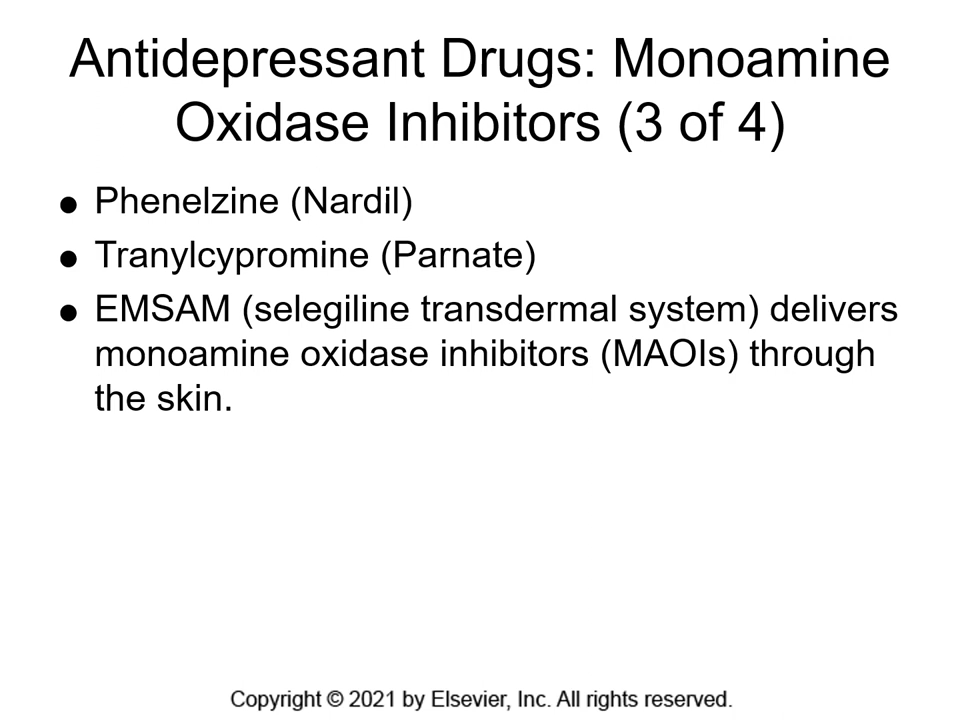 Antidepressant Drugs: Monoamine
Oxidase Inhibitors (3 of 4)
● Phenelzine (Nardil)
● Tranylcypromine (Parnate)
● EMSAM (selegiline transdermal system) delivers
monoamine oxidase inhibitors (MAOIs) through
the skin.
Copyright © 2021 by Elsevier, Inc. All rights reserved.